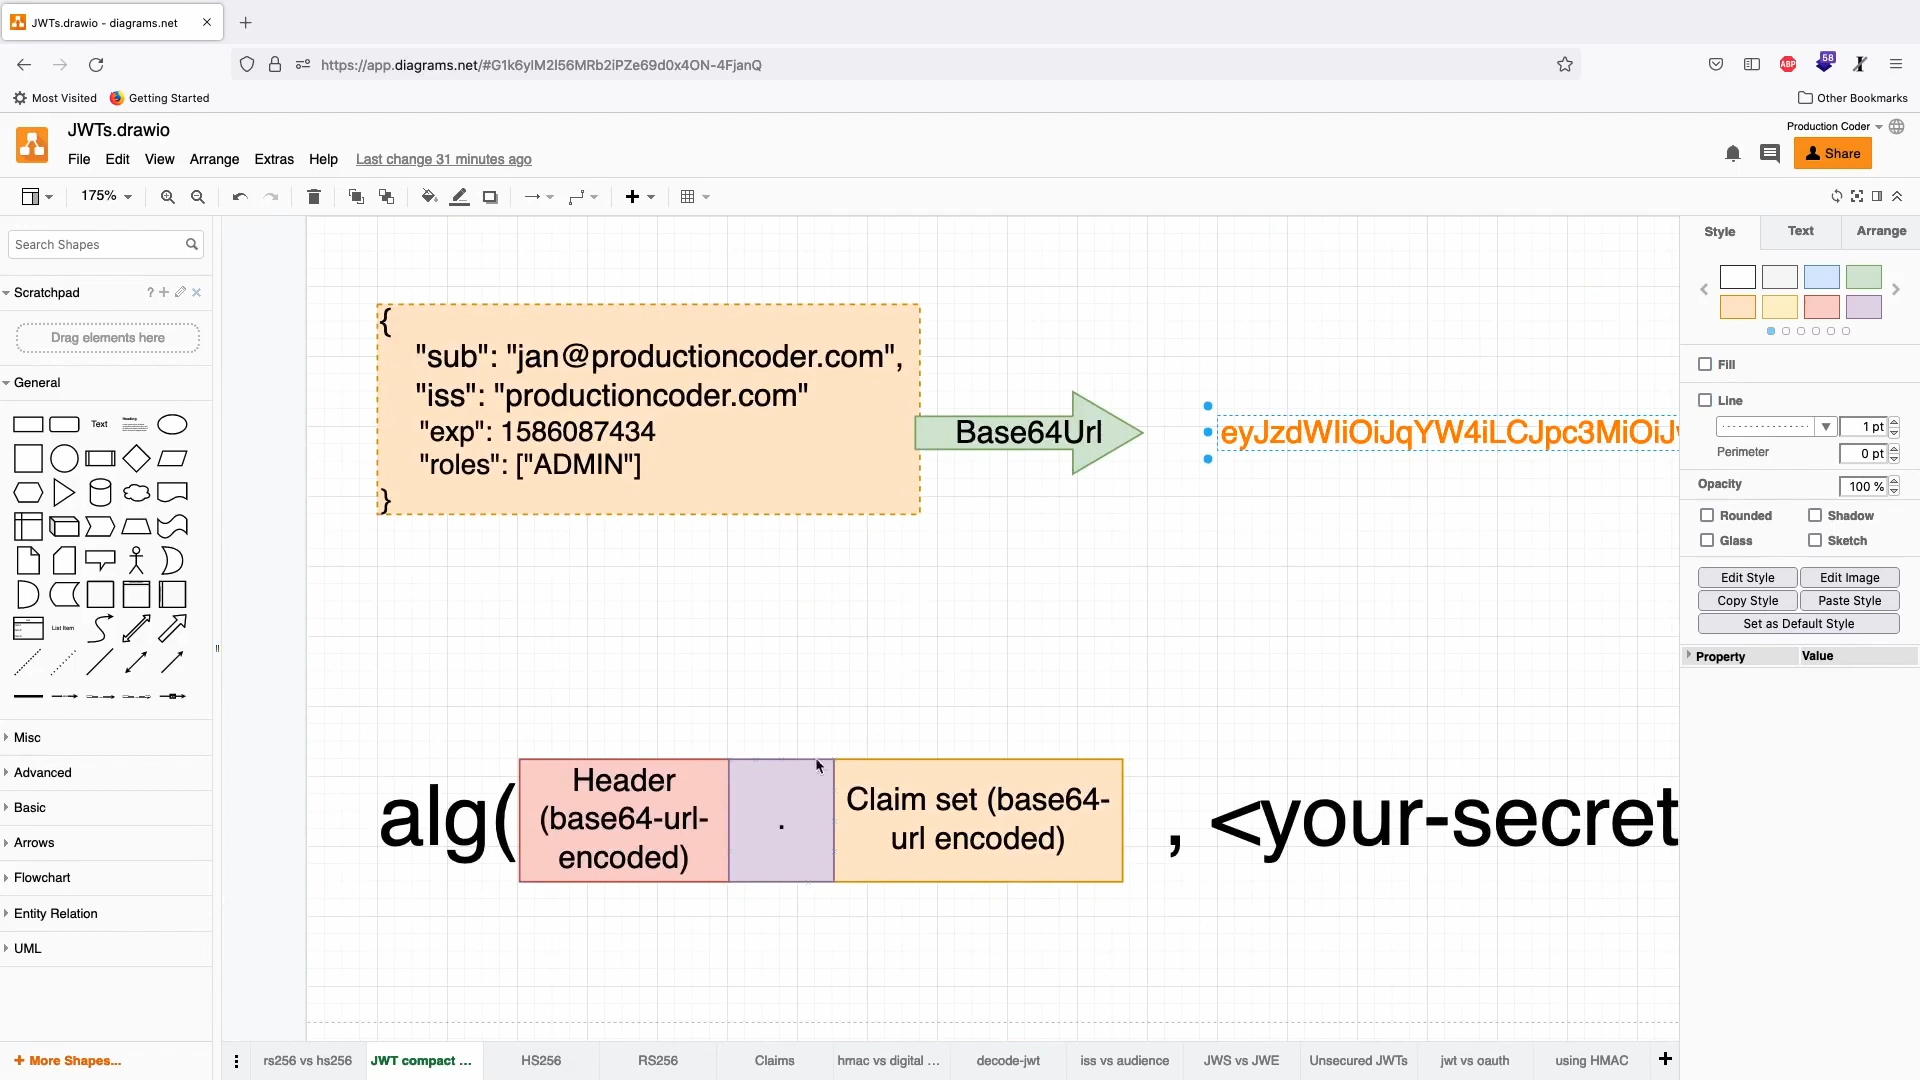 JWTs.drawio - diagrams.net
https://app.diagrams.net/#G1k6ylM2l56MRb2iPZe69d0x4ON-4FjanQ
ABP
58
Most Visited
Getting Started
Other Bookmarks
JWTs.drawio
Production Coder
File Edit View Arrange Extras Help Last change 31 minutes ago
Share
175%
Search Shapes
Style Text Arrange
Scratchpad
?
Drag elements here
General
Text
Heading
List Item
Misc
Advanced
Basic
Arrows
Flowchart
Entity Relation
UML
+ More Shapes...
{
"sub": "jan@productioncoder.com",
"iss": "productioncoder.com"
"exp": 1586087434
"roles": ["ADMIN"]
}
Base64Url
eyJzdWIiOiJqYW4iLCJpc3MiOiJ
alg(
Header
(base64-url-
encoded)
.
Claim set (base64-
url encoded)
, <your-secret
Fill
Line
1 pt
Perimeter
0 pt
Opacity
100 %
Rounded
Shadow
Glass
Sketch
Edit Style
Edit Image
Copy Style
Paste Style
Set as Default Style
Property Value
rs256 vs hs256
JWT compact ...
HS256
RS256
Claims
hmac vs digital ...
decode-jwt
iss vs audience
JWS vs JWE
Unsecured JWTs
jwt vs oauth
using HMAC